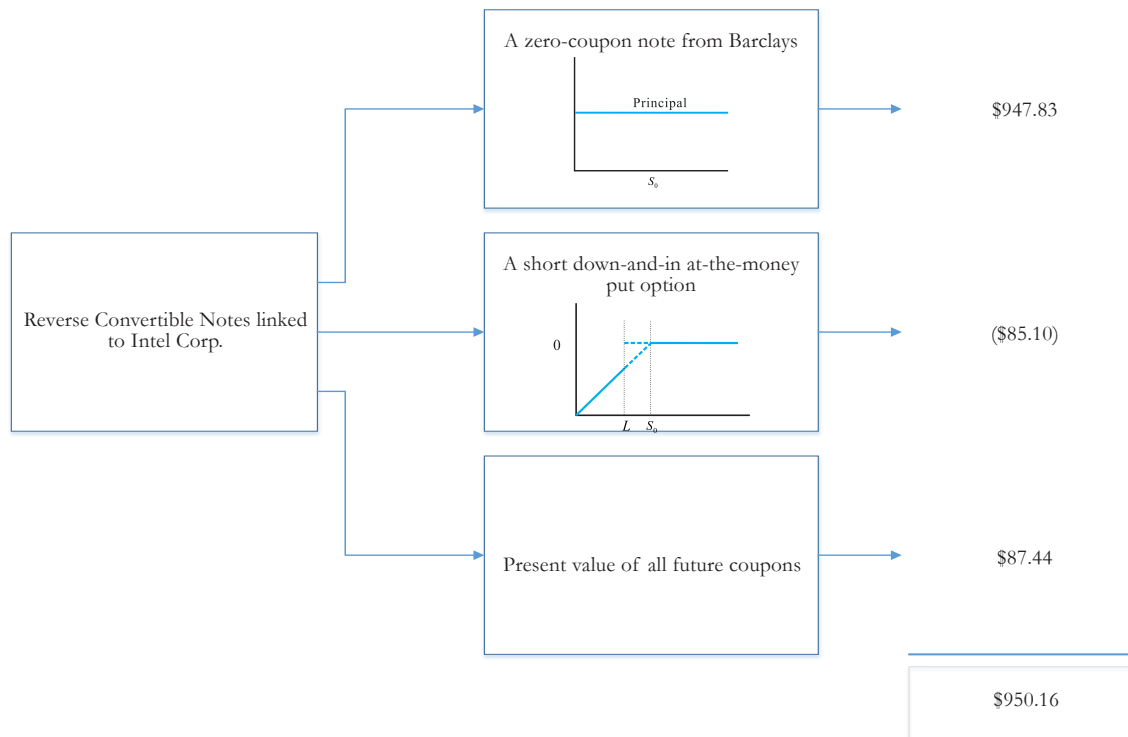 A zero-coupon note from Barclays
Principal
S₀
$947.83
Reverse Convertible Notes linked
to Intel Corp.
A short down-and-in at-the-money
put option
0
L S₀
($85.10)
Present value of all future coupons
$87.44
$950.16